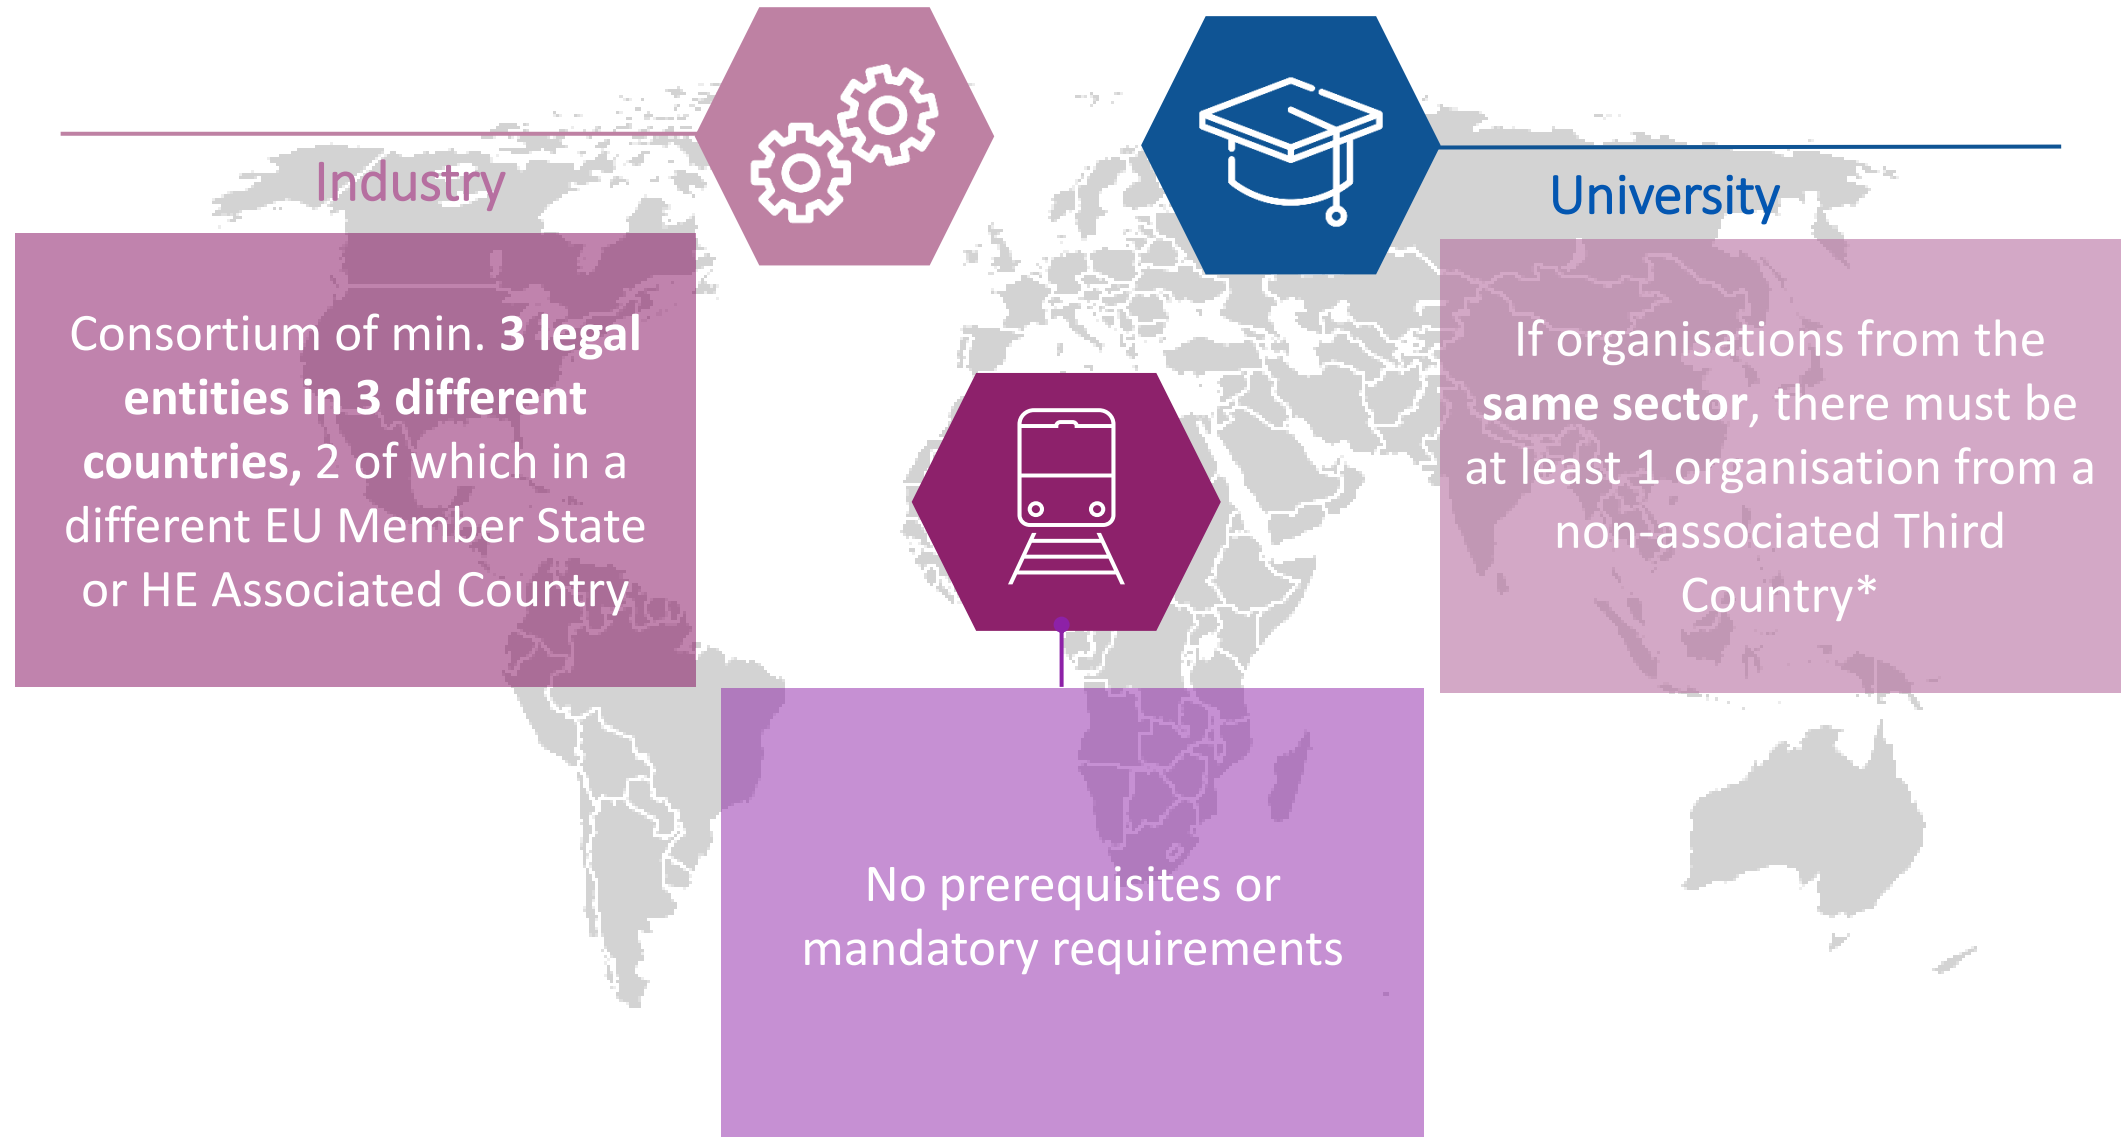 Industry
Consortium of min. 3 legal
entities in 3 different
countries, 2 of which in a
different EU Member State
or HE Associated Country
University
If organisations from the
same sector, there must be
at least 1 organisation from a
non-associated Third
Country*
No prerequisites or
mandatory requirements